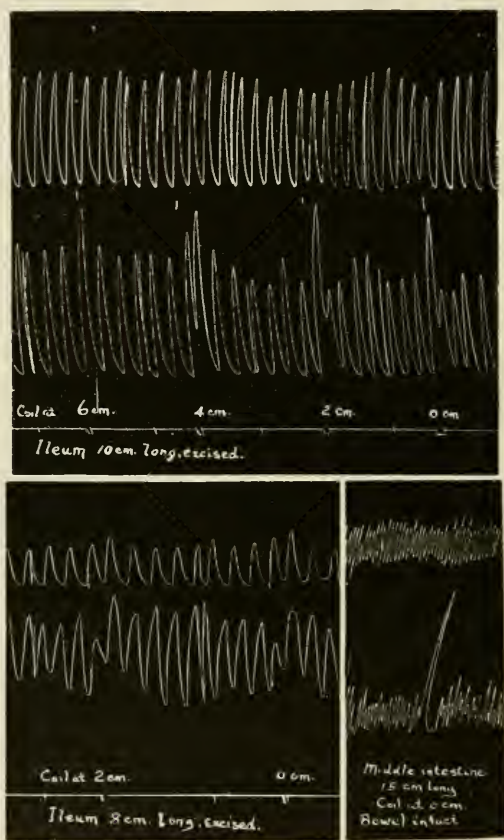 Coil at 6 cm. 4 cm. 2 cm. 0 cm
Ileum 10 cm. long, excised.
Coil at 2 cm. 0 cm.
Ileum 8 cm. Long, Excised.
Middle intestine
15 cm long
Coil at 0 cm.
Bowel intact